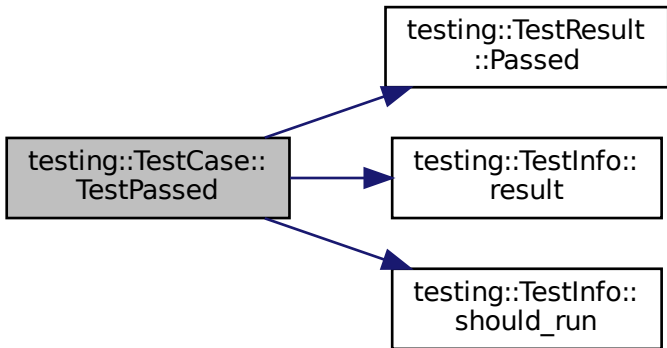 testing::TestCase::
TestPassed
testing::TestResult
::Passed
testing::TestInfo::
result
testing::TestInfo::
should_run